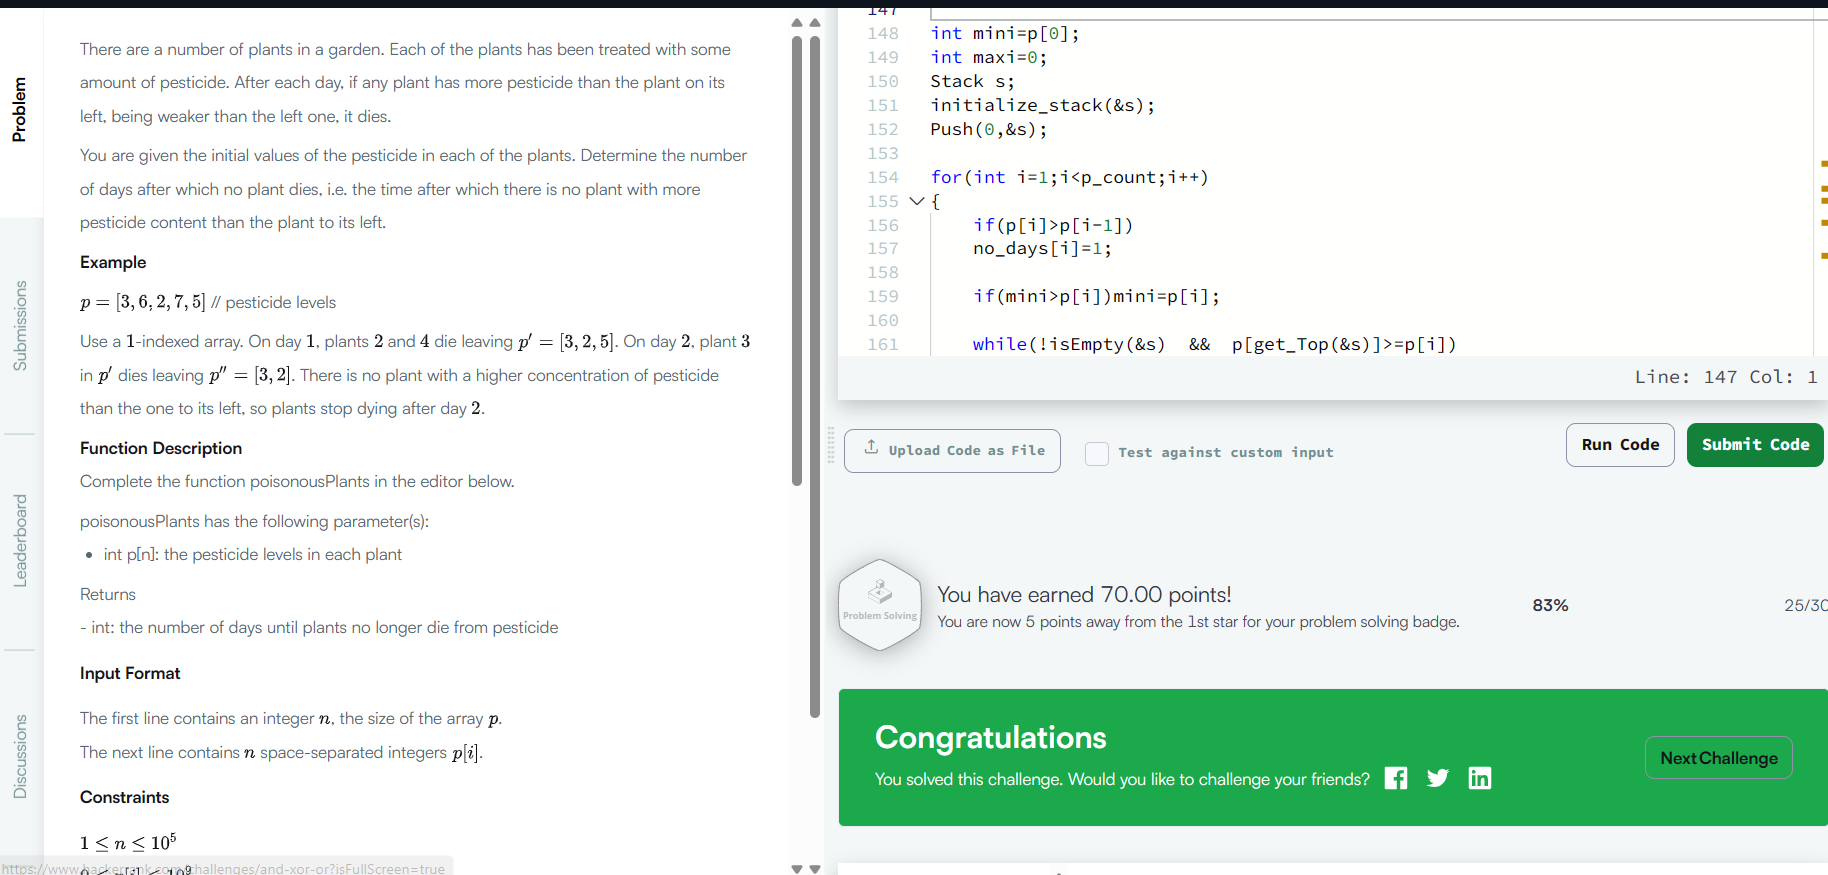 Problem
Submissions
Leaderboard
Discussions
There are a number of plants in a garden. Each of the plants has been treated with some
amount of pesticide. After each day, if any plant has more pesticide than the plant on its
left, being weaker than the left one, it dies.
You are given the initial values of the pesticide in each of the plants. Determine the number
of days after which no plant dies, i.e. the time after which there is no plant with more
pesticide content than the plant to its left.
Example
p = [3, 6, 2, 7, 5] // pesticide levels
Use a 1-indexed array. On day 1, plants 2 and 4 die leaving p′ = [3, 2, 5]. On day 2, plant 3
in p′ dies leaving p″ = [3, 2]. There is no plant with a higher concentration of pesticide
than the one to its left, so plants stop dying after day 2.
Function Description
Complete the function poisonousPlants in the editor below.
poisonousPlants has the following parameter(s):
• int p[n]: the pesticide levels in each plant
Returns
- int: the number of days until plants no longer die from pesticide
Input Format
The first line contains an integer n, the size of the array p.
The next line contains n space-separated integers p[i].
Constraints
1 ≤ n ≤ 10⁵
https://www.hackerrank.com/challenges/and-xor-or?isFullScreen=true
147
148 int mini=p[0];
149 int maxi=0;
150 Stack s;
151 initialize_stack(&s);
152 Push(0,&s);
153
154 for(int i=1;i<p_count;i++)
155 {
156 if(p[i]>p[i-1])
157 no_days[i]=1;
158
159 if(mini>p[i])mini=p[i];
160
161 while(!isEmpty(&s) && p[get_Top(&s)]>=p[i])
Line: 147 Col: 1
Upload Code as File
Test against custom input
Run Code
Submit Code
Problem Solving
You have earned 70.00 points!
You are now 5 points away from the 1st star for your problem solving badge.
83%
25/30
Congratulations
You solved this challenge. Would you like to challenge your friends?
Next Challenge